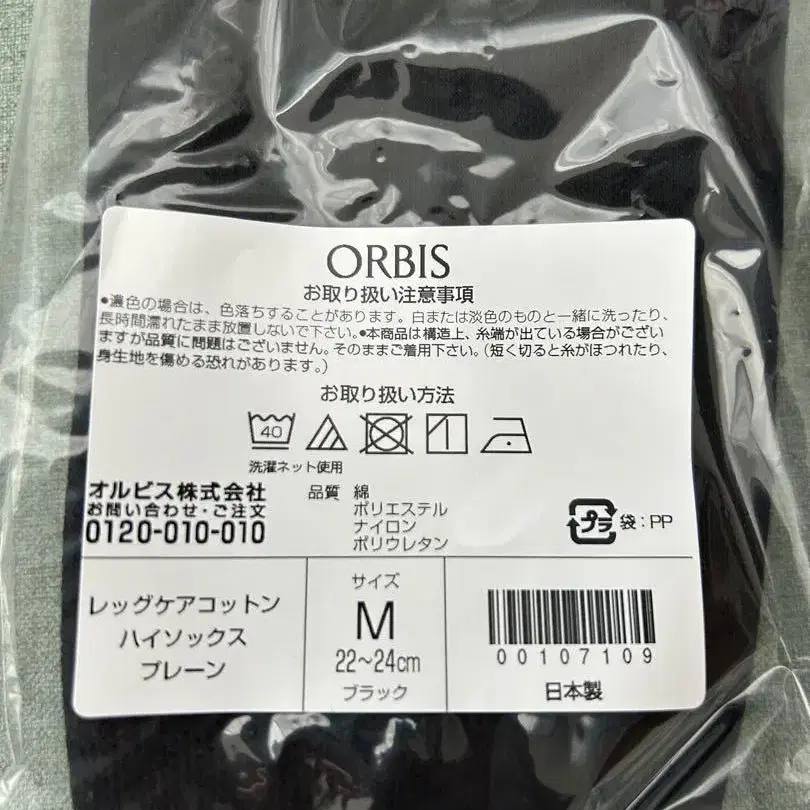 ORBIS
お取り扱い注意事項
●濃色の場合は、色落ちすることがあります。白または淡色のものと一緒に洗ったり、
長時間濡れたまま放置しないで下さい。●本商品は構造上、糸端が出ている場合がござい
ますが品質に問題はございません。そのままご着用下さい。(短く切ると糸がほつれたり、
身生地を傷める恐れがあります。)
お取り扱い方法
40
洗濯ネット使用
オルビス株式会社
お問い合わせ・ご注文
0120-010-010
品質 綿
ポリエステル
ナイロン
ポリウレタン
プラ 袋:PP
レッグケアコットン
ハイソックス
プレーン
サイズ
M
22~24cm
ブラック
00107109
日本製